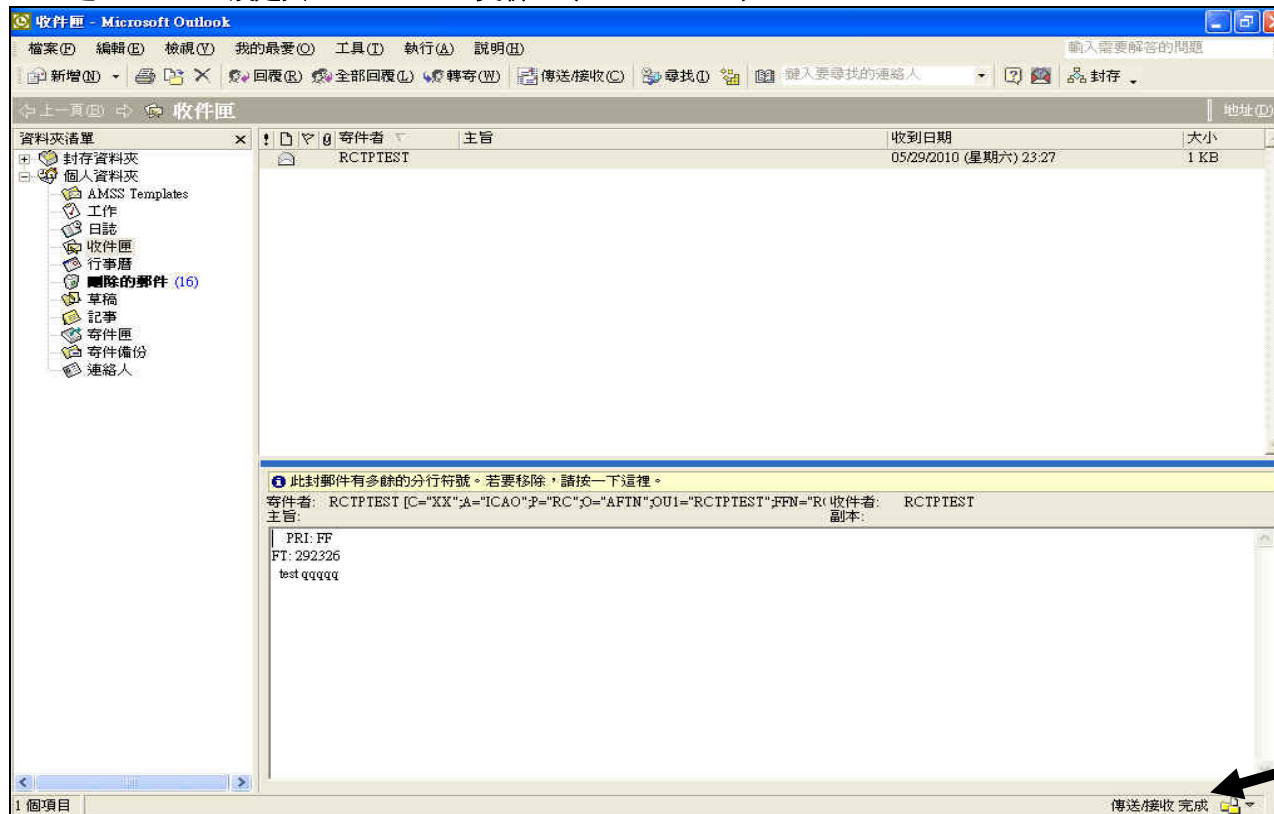 收件匣 - Microsoft Outlook
檔案(F) 編輯(E) 檢視(V) 我的最愛(O) 工具(T) 執行(A) 說明(H) 輸入需要解答的問題
新增(N) 回覆(R) 全部回覆(L) 轉寄(W) 傳送/接收(C) 尋找(I) 鍵入要尋找的連絡人 封存
上一頁(B) 收件匣 地址(D)
資料夾清單
! 寄件者 主旨 收到日期 大小
RCTPTEST 05/29/2010 (星期六) 23:27 1 KB
封存資料夾
個人資料夾
AMSS Templates
工作
日誌
收件匣
行事曆
刪除的郵件 (16)
草稿
記事
寄件匣
寄件備份
連絡人
此封郵件有多餘的分行符號。若要移除，請按一下這裡。
寄件者: RCTPTEST [C="XX";A="ICAO";P="RC";O="AFTN";OU1="RCTPTEST";FFN="R 收件者: RCTPTEST
主旨: 副本:
PRI: FF
FT: 292326
test qqqqq
1 個項目 傳送/接收 完成